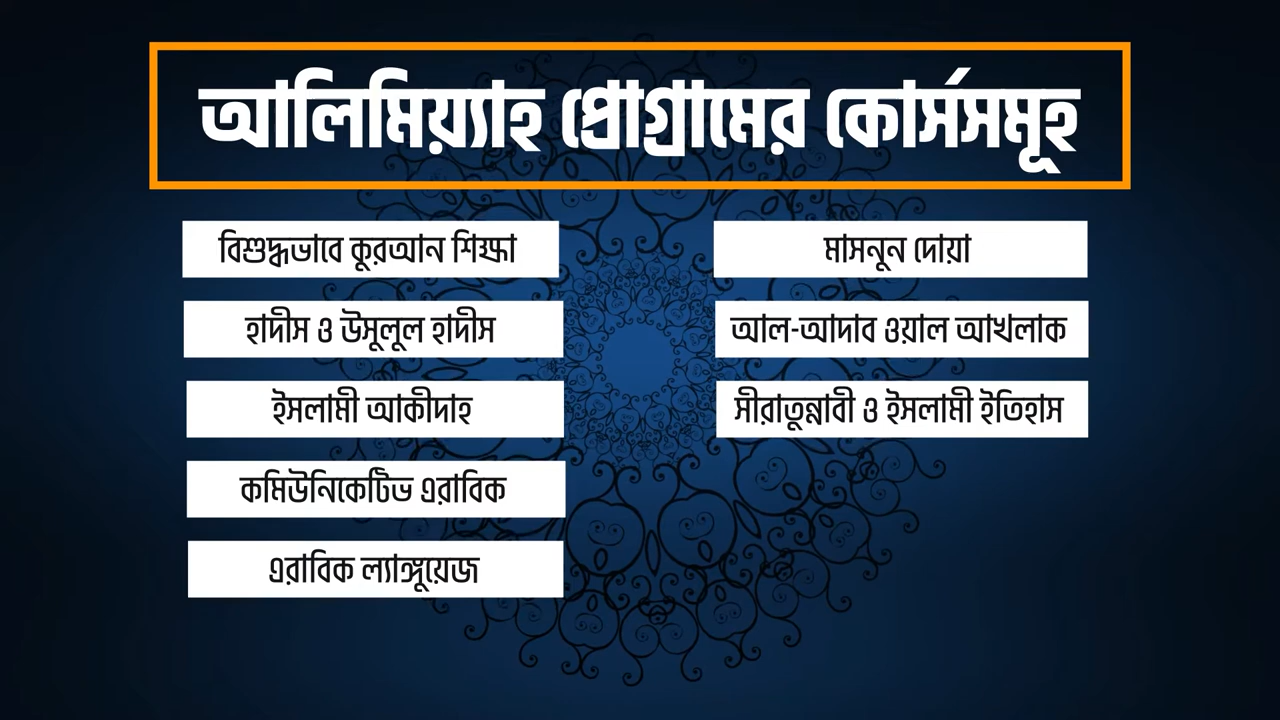 আলিমিয়্যাহ প্রোগ্রামের কোর্সসমূহ
বিশুদ্ধভাবে কুরআন শিক্ষা
হাদীস ও উসূলুল হাদীস
ইসলামী আকীদাহ
কমিউনিকেটিভ এরাবিক
এরাবিক ল্যাঙ্গুয়েজ
মাসনুন দোয়া
আল-আদাব ওয়াল আখলাক
সীরাতুন্নাবী ও ইসলামী ইতিহাস